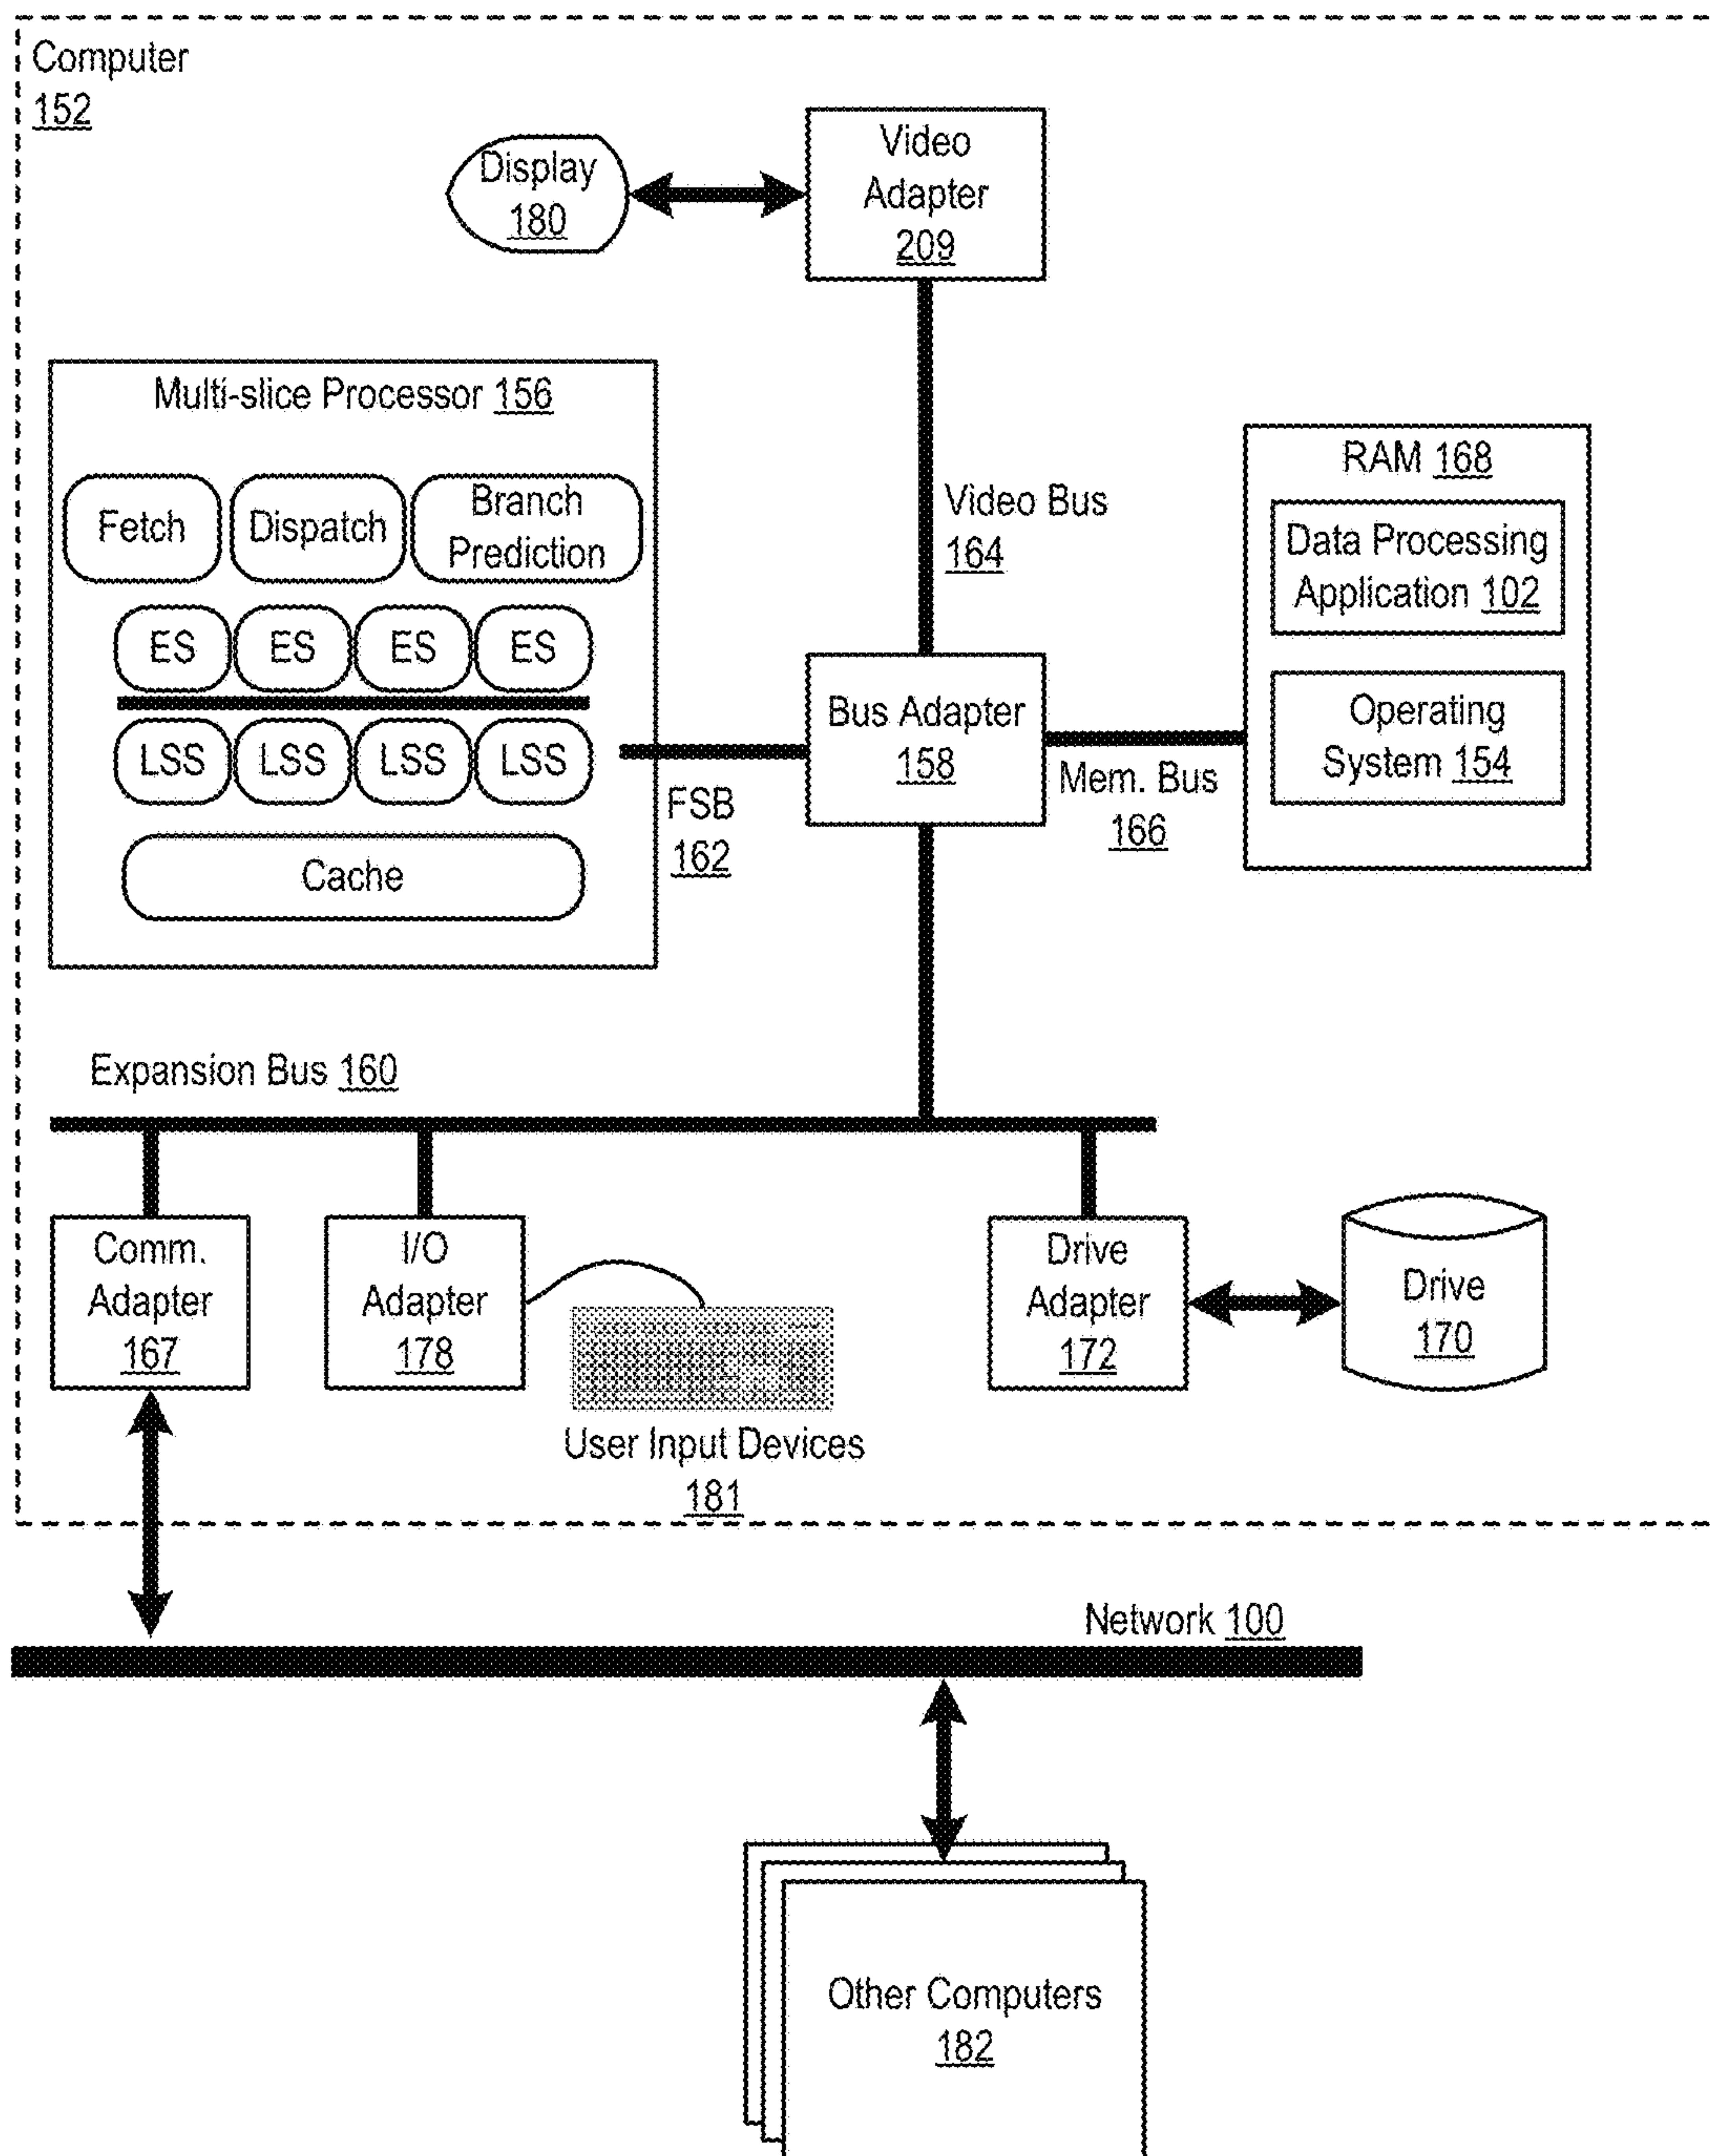 Computer
152
Display
180
Video
Adapter
209
Multi-slice Processor 156
Fetch
Dispatch
Branch
Prediction
ES
ES
ES
ES
LSS
LSS
LSS
LSS
Cache
FSB
162
Video Bus
164
Bus Adapter
158
Mem. Bus
166
RAM 168
Data Processing
Application 102
Operating
System 154
Expansion Bus 160
Comm.
Adapter
167
I/O
Adapter
178
User Input Devices
181
Drive
Adapter
172
Drive
170
Network 100
Other Computers
182